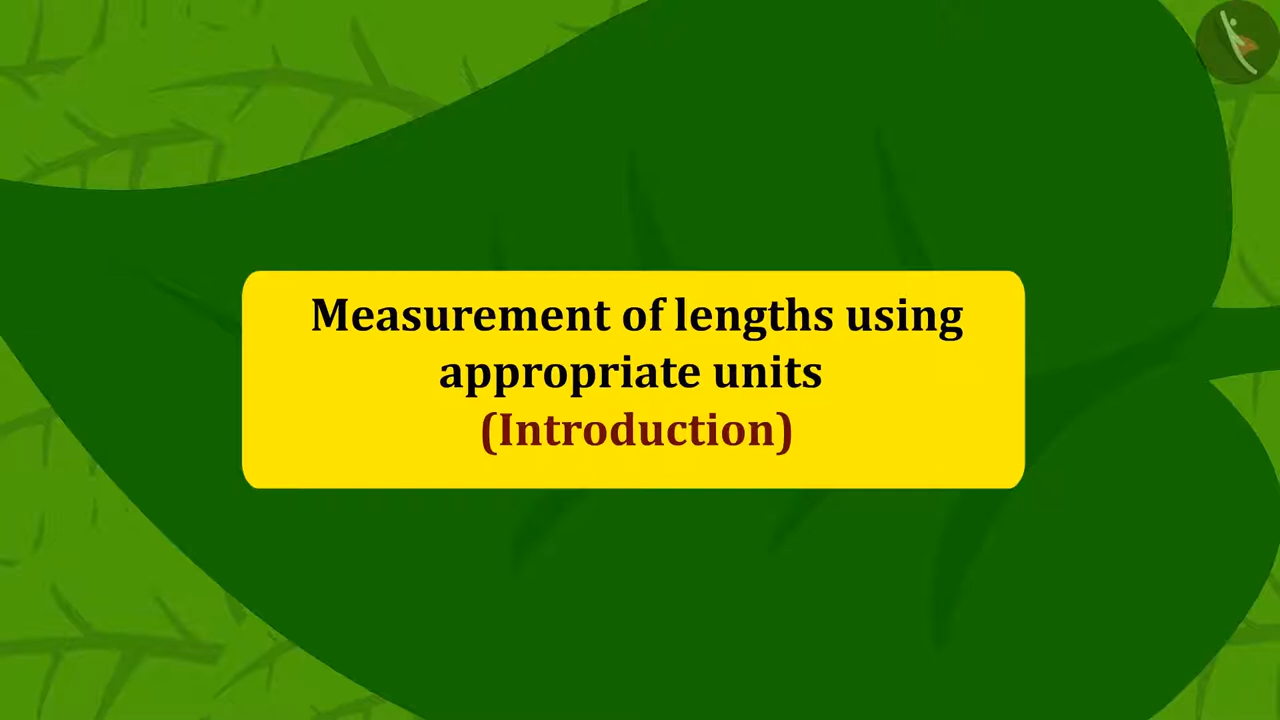 Measurement of lengths using
appropriate units
(Introduction)